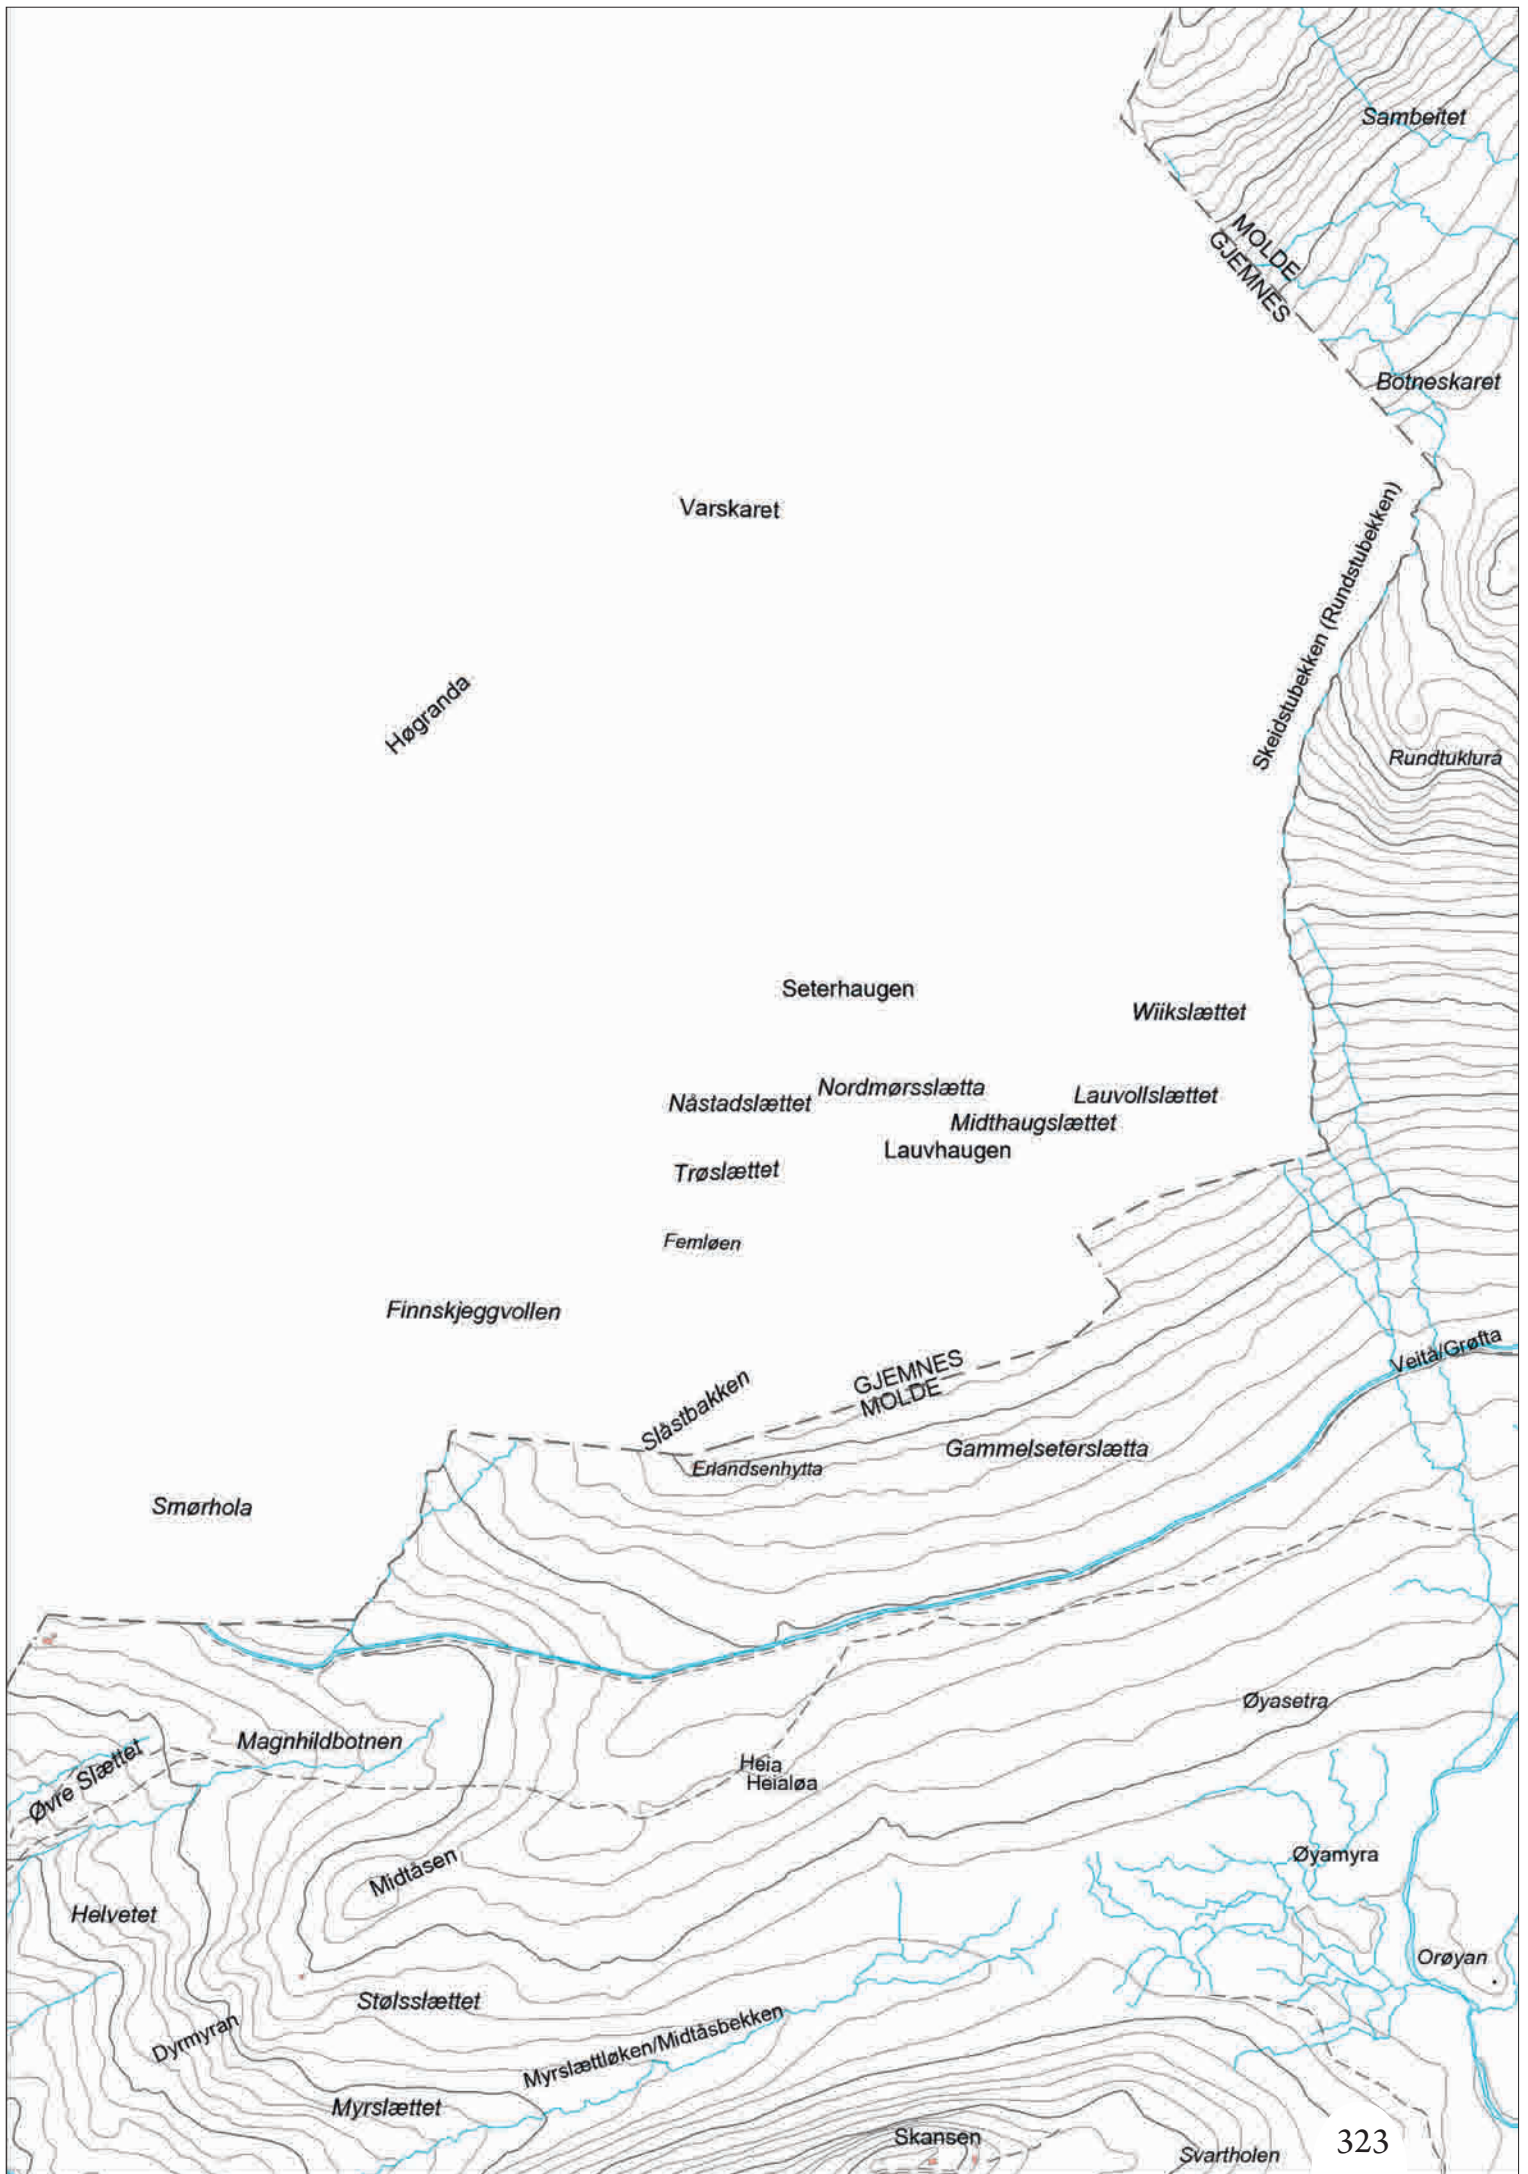 Sambeitet
MOLDE
GJEMNES
Botneskaret
Varskaret
Skeidstubekken (Rundstubekken)
Høgranda
Rundtuklura
Seterhaugen
Wiikslættet
Nordmørsslætta
Lauvollslættet
Nåstadslættet
Midthaugslættet
Lauvhaugen
Trøslættet
Femløen
Finnskjeggvollen
Veita/Grøfta
GJEMNES
MOLDE
Slåstbakken
Gammelseterslætta
Erlandsenhytta
Smørhola
Øyasetra
Magnhildbotnen
Heia
Heialøa
Øvre Slættet
Øyamyra
Midtåsen
Helvetet
Orøyan
Stølsslættet
Dyrmyran
Myrslættløken/Midtåsbekken
Myrslættet
Skansen
Svartholen
323